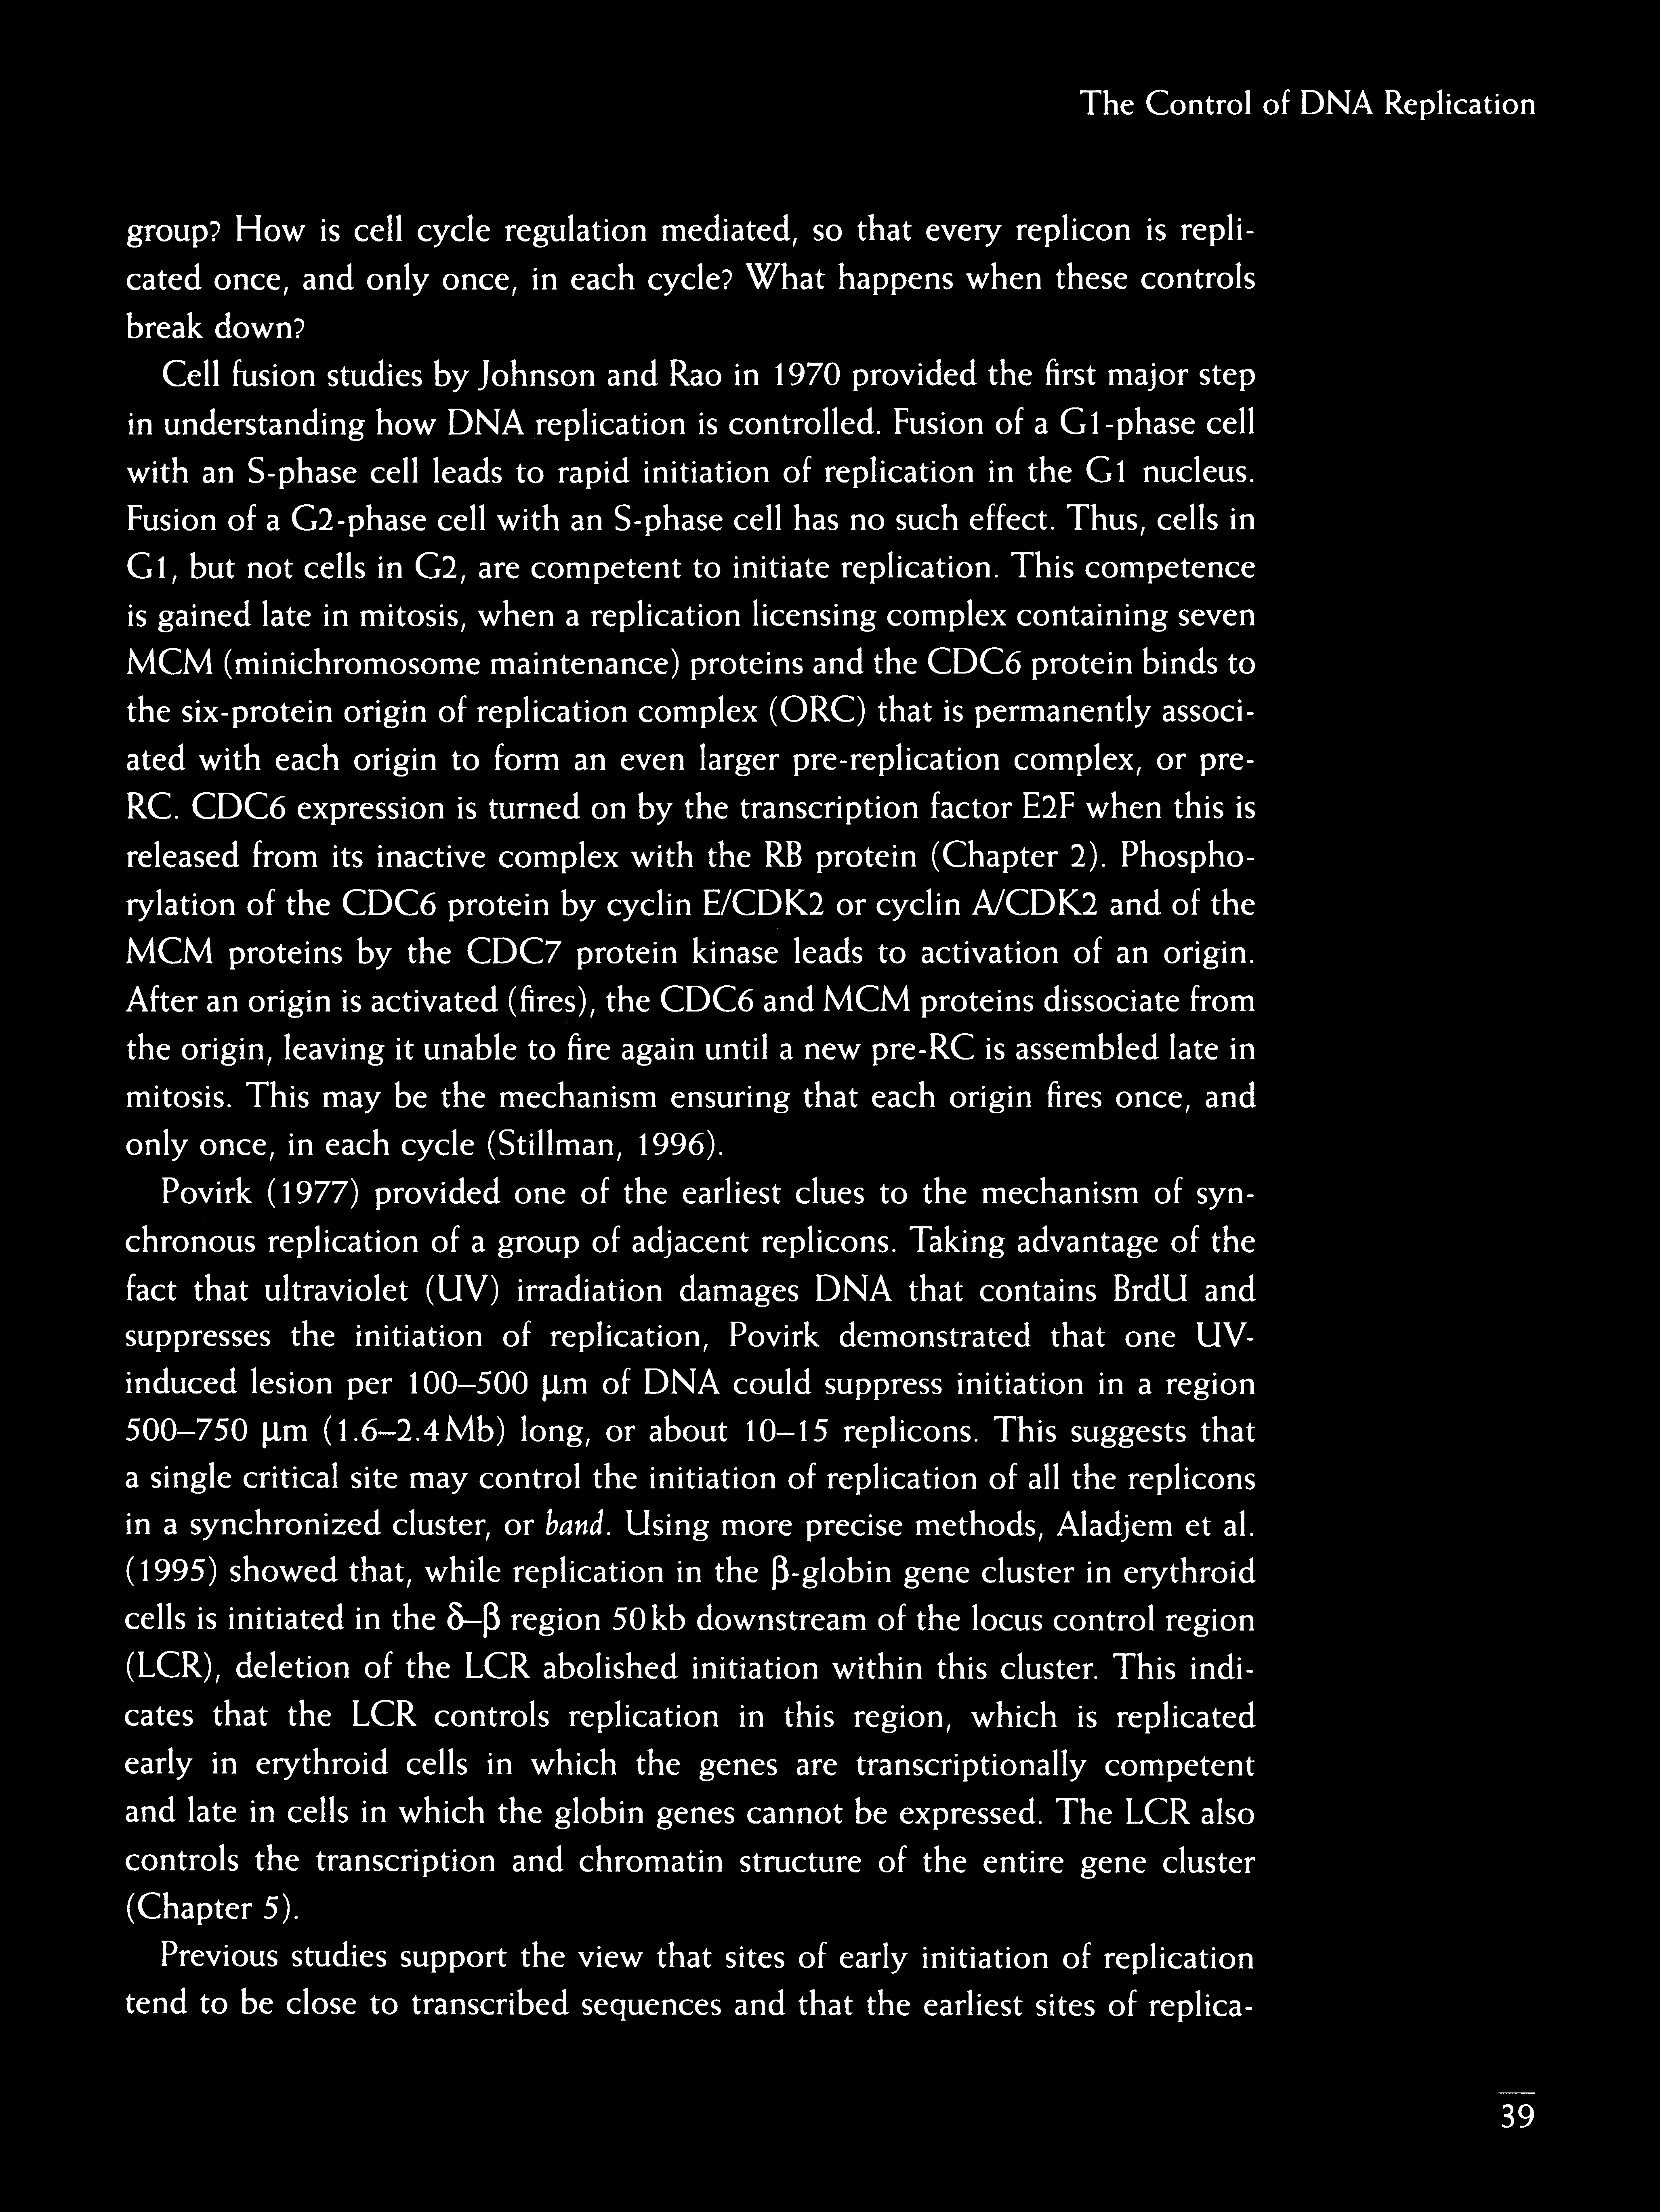 The Control of DNA Replication
group? How is cell cycle regulation mediated, so that every replicon is repli-
cated once, and only once, in each cycle? What happens when these controls
break down?
Cell fusion studies by Johnson and Rao in 1970 provided the first major step
in understanding how DNA replication is controlled. Fusion of a G1-phase cell
with an S-phase cell leads to rapid initiation of replication in the G1 nucleus.
Fusion of a G2-phase cell with an S-phase cell has no such effect. Thus, cells in
G1, but not cells in G2, are competent to initiate replication. This competence
is gained late in mitosis, when a replication licensing complex containing seven
MCM (minichromosome maintenance) proteins and the CDC6 protein binds to
the six-protein origin of replication complex (ORC) that is permanently associ-
ated with each origin to form an even larger pre-replication complex, or pre-
RC. CDC6 expression is turned on by the transcription factor E2F when this is
released from its inactive complex with the RB protein (Chapter 2). Phospho-
rylation of the CDC6 protein by cyclin E/CDK2 or cyclin A/CDK2 and of the
MCM proteins by the CDC7 protein kinase leads to activation of an origin.
After an origin is activated (fires), the CDC6 and MCM proteins dissociate from
the origin, leaving it unable to fire again until a new pre-RC is assembled late in
mitosis. This may be the mechanism ensuring that each origin fires once, and
only once, in each cycle (Stillman, 1996).
Povirk (1977) provided one of the earliest clues to the mechanism of syn-
chronous replication of a group of adjacent replicons. Taking advantage of the
fact that ultraviolet (UV) irradiation damages DNA that contains BrdU and
suppresses the initiation of replication, Povirk demonstrated that one UV-
induced lesion per 100–500 μm of DNA could suppress initiation in a region
500–750 μm (1.6–2.4 Mb) long, or about 10–15 replicons. This suggests that
a single critical site may control the initiation of replication of all the replicons
in a synchronized cluster, or band. Using more precise methods, Aladjem et al.
(1995) showed that, while replication in the β-globin gene cluster in erythroid
cells is initiated in the δ–β region 50 kb downstream of the locus control region
(LCR), deletion of the LCR abolished initiation within this cluster. This indi-
cates that the LCR controls replication in this region, which is replicated
early in erythroid cells in which the genes are transcriptionally competent
and late in cells in which the globin genes cannot be expressed. The LCR also
controls the transcription and chromatin structure of the entire gene cluster
(Chapter 5).
Previous studies support the view that sites of early initiation of replication
tend to be close to transcribed sequences and that the earliest sites of replica-
39